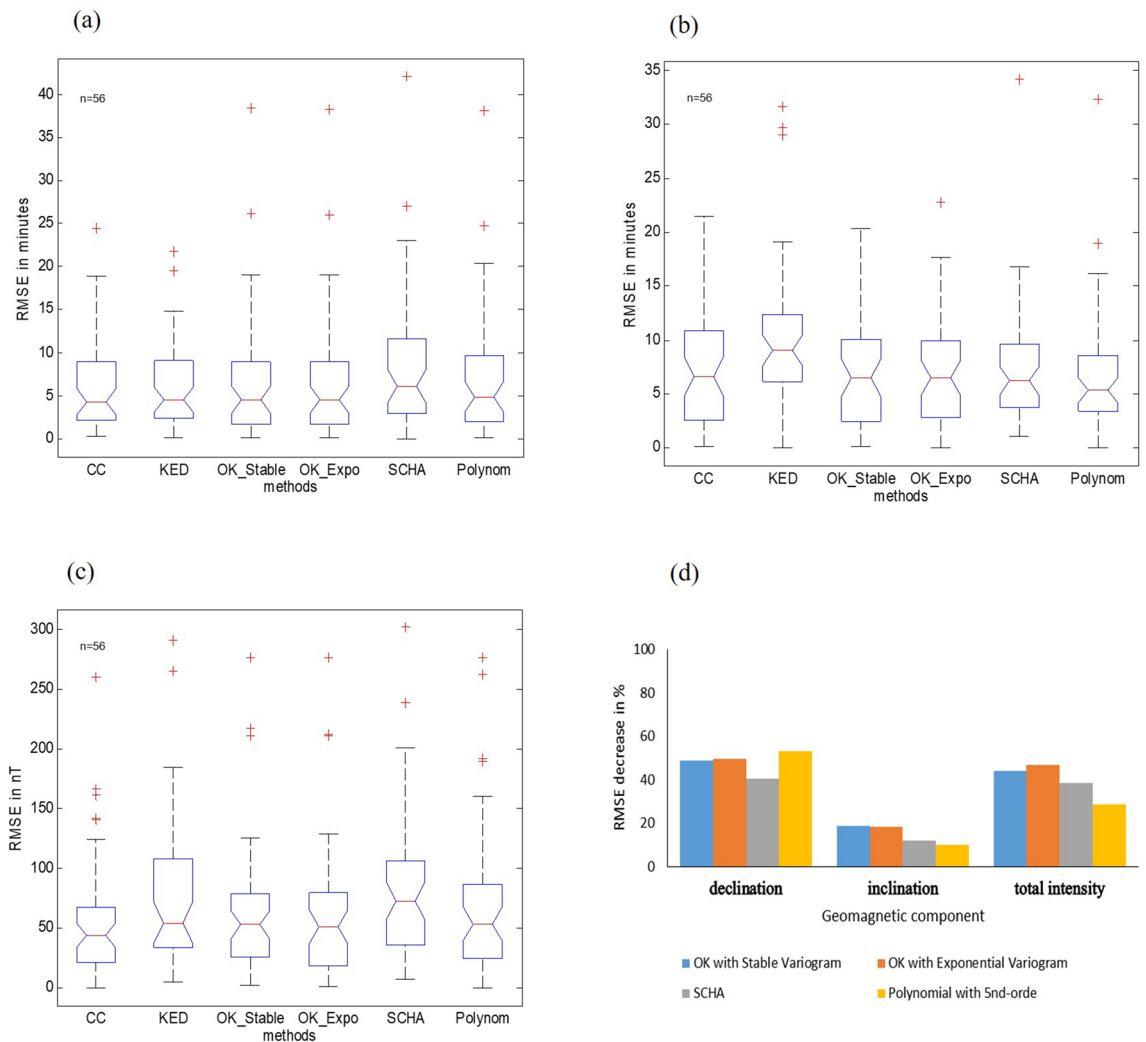 (a)
n=56
40
35
30
25
20
15
10
5
0
RMSE in minutes
CC KED OK_Stable OK_Expo SCHA Polynom
methods
(b)
n=56
35
30
25
20
15
10
5
0
RMSE in minutes
CC KED OK_Stable OK_Expo SCHA Polynom
methods
(c)
n=56
300
250
200
150
100
50
0
RMSE in nT
CC KED OK_Stable OK_Expo SCHA Polynom
methods
(d)
100
80
60
40
20
0
RMSE decrease in %
declination inclination total intensity
Geomagnetic component
OK with Stable Variogram OK with Exponential Variogram
SCHA Polynomial with 5nd-orde